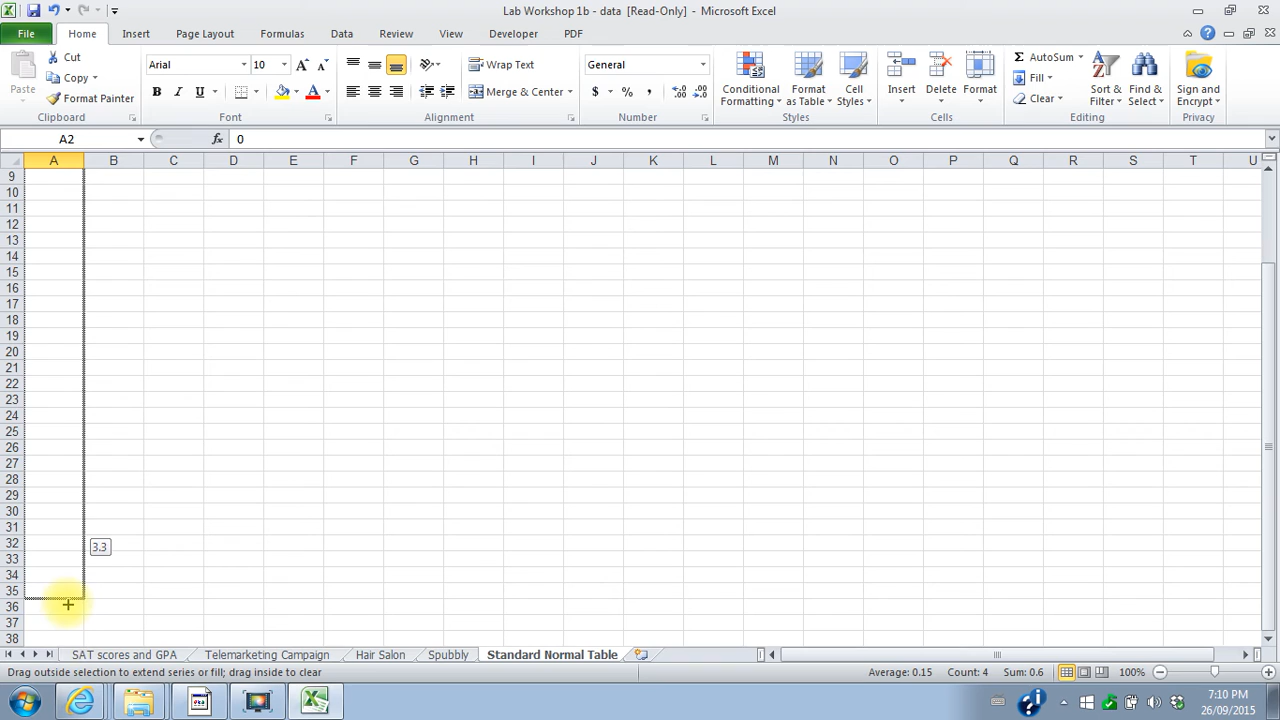 Lab Workshop 1b - data [Read-Only] - Microsoft Excel
File Home Insert Page Layout Formulas Data Review View Developer PDF
Paste
Cut
Copy
Format Painter
Clipboard
Arial 10
B I U
Font
Wrap Text
Merge & Center
Alignment
General
$ % ,
Number
Conditional Formatting
Format as Table
Cell Styles
Styles
Insert
Delete
Format
Cells
Σ AutoSum
Fill
Clear
Sort & Filter
Find & Select
Editing
Sign and Encrypt
Privacy
A2 fx 0
A B C D E F G H I J K L M N O P Q R S T U
9
10
11
12
13
14
15
16
17
18
19
20
21
22
23
24
25
26
27
28
29
30
31
32
3.3
33
34
35
36
37
38
SAT scores and GPA Telemarketing Campaign Hair Salon Spubbly Standard Normal Table
Drag outside selection to extend series or fill; drag inside to clear Average: 0.15 Count: 4 Sum: 0.6 100%
7:10 PM
26/09/2015